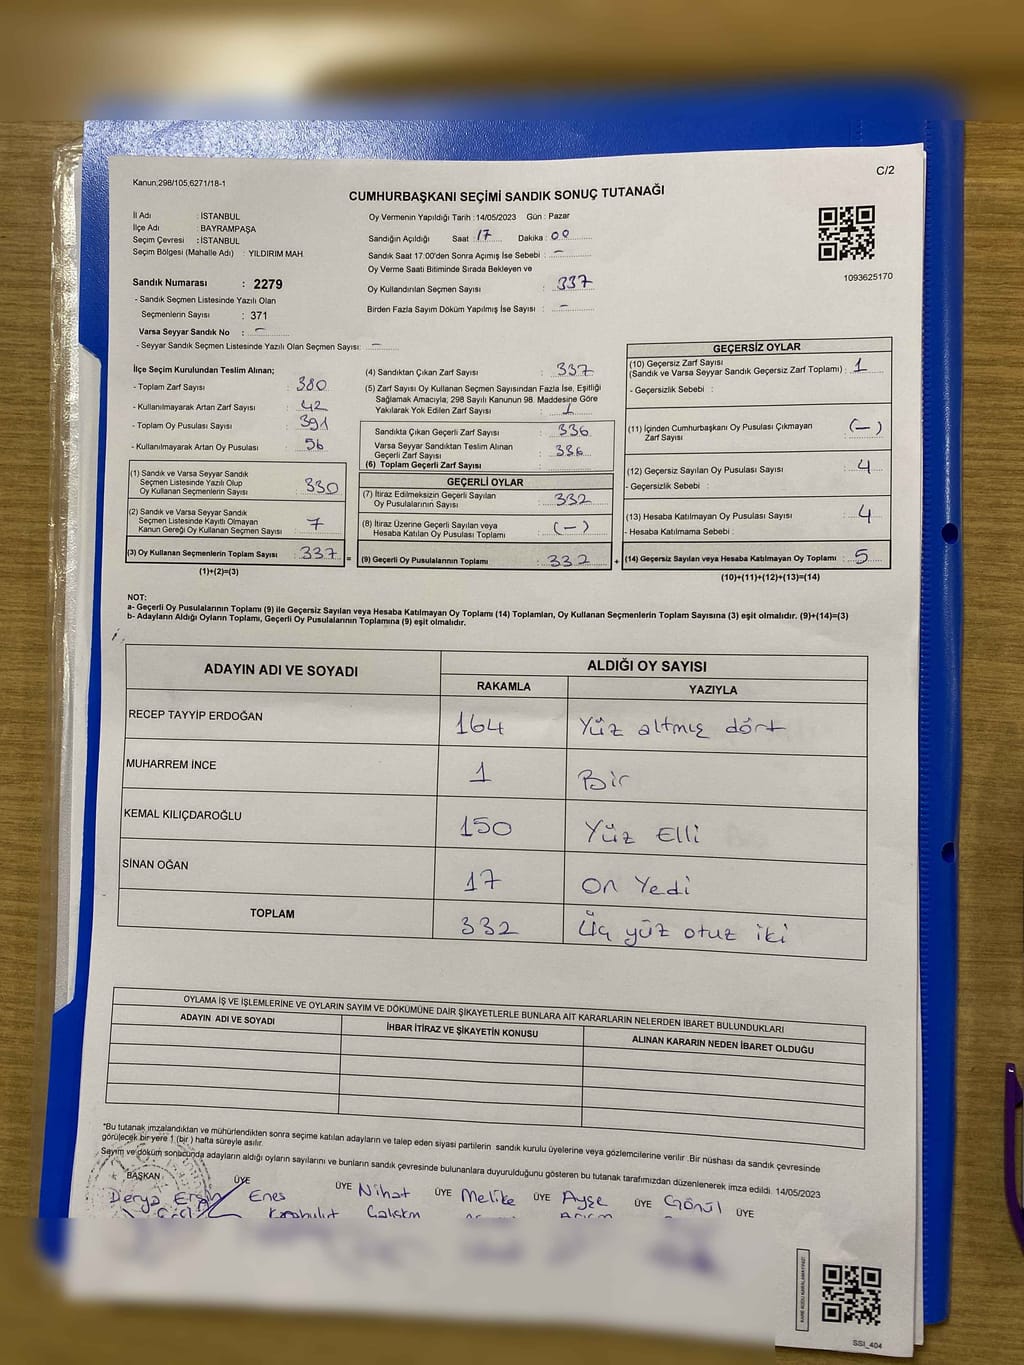 Kanun;298/105,6271/18-1
C/2
CUMHURBAŞKANI SEÇİMİ SANDIK SONUÇ TUTANAĞI
İl Adı : İSTANBUL
İlçe Adı : BAYRAMPAŞA
Seçim Çevresi : İSTANBUL
Seçim Bölgesi (Mahalle Adı) : YILDIRIM MAH.
Oy Vermenin Yapıldığı Tarih : 14/05/2023 Gün : Pazar
Sandığın Açıldığı Saat : 17 Dakika : 00
Sandık Saat 17:00'den Sonra Açımış İse Sebebi : -
Oy Verme Saati Bitiminde Sırada Bekleyen ve
Oy Kullandırılan Seçmen Sayısı : 337
Birden Fazla Sayım Döküm Yapılmış İse Sayısı : -
1093625170
Sandık Numarası : 2279
- Sandık Seçmen Listesinde Yazılı Olan
Seçmenlerin Sayısı : 371
Varsa Seyyar Sandık No : -
- Seyyar Sandık Seçmen Listesinde Yazılı Olan Seçmen Sayısı: -
İlçe Seçim Kurulundan Teslim Alınan;
- Toplam Zarf Sayısı : 380
- Kullanılmayarak Artan Zarf Sayısı : 42
- Toplam Oy Pusulası : 391
- Kullanılmayarak Artan Oy Pusulası : 56
(1) Sandık ve Varsa Seyyar Sandık
Seçmen Listesinde Yazılı Olup
Oy Kullanan Seçmenlerin Sayısı : 330
(2) Sandık ve Varsa Seyyar Sandık
Seçmen Listesinde Kayıtlı Olmayan
Kanun Gereği Oy Kullanan Seçmen Sayısı : 7
(3) Oy Kullanan Seçmenlerin Toplam Sayısı : 337 =
(1)+(2)=(3)
(4) Sandıktan Çıkan Zarf Sayısı : 337
(5) Zarf Sayısı Oy Kullanan Seçmen Sayısından Fazla İse, Eşitliği
Sağlamak Amacıyla; 298 Sayılı Kanunun 98. Maddesine Göre
Yakılarak Yok Edilen Zarf Sayısı : 1
Sandıkta Çıkan Geçerli Zarf Sayısı : 336
Varsa Seyyar Sandıktan Teslim Alınan
Geçerli Zarf Sayısı : 336
(6) Toplam Geçerli Zarf Sayısı :
GEÇERLİ OYLAR
(7) İtiraz Edilmeksizin Geçerli Sayılan
Oy Pusulalarının Sayısı : 332
(8) İtiraz Üzerine Geçerli Sayılan veya
Hesaba Katılan Oy Pusulaları Toplamı : (-)
(9) Geçerli Oy Pusulalarının Toplamı : 332 +
GEÇERSİZ OYLAR
(10) Geçersiz Zarf Sayısı
(Sandık ve Varsa Seyyar Sandık Geçersiz Zarf Toplamı) : 1
- Geçersizlik Sebebi :
(11) İçinden Cumhurbaşkanı Oy Pusulası Çıkmayan
Zarf Sayısı : (-)
(12) Geçersiz Sayılan Oy Pusulası Sayısı : 4
- Geçersizlik Sebebi :
(13) Hesaba Katılmayan Oy Pusulası Sayısı : 4
- Hesaba Katılmama Sebebi :
(14) Geçersiz Sayılan veya Hesaba Katılmayan Oy Toplamı : 5
(10)+(11)+(12)+(13)=(14)
NOT:
a- Geçerli Oy Pusulalarının Toplamı (9) ile Geçersiz Sayılan veya Hesaba Katılmayan Oy Toplamı (14) Toplamları, Oy Kullanan Seçmenlerin Toplam Sayısına (3) eşit olmalıdır. (9)+(14)=(3)
b- Adayların Aldığı Oyların Toplamı, Geçerli Oy Pusulalarının Toplamına (9) eşit olmalıdır.
ADAYIN ADI VE SOYADI ALDIĞI OY SAYISI
RAKAMLA YAZIYLA
RECEP TAYYİP ERDOĞAN 164 Yüz altmış dört
MUHARREM İNCE 1 Bir
KEMAL KILIÇDAROĞLU 150 Yüz Elli
SİNAN OĞAN 17 On Yedi
TOPLAM 332 Üç yüz otuz iki
OYLAMA İŞ VE İŞLEMLERİNE VE OYLARIN SAYIM VE DÖKÜMÜNE DAİR ŞİKAYETLERLE BUNLARA AİT KARARLARIN NELERDEN İBARET BULUNDUKLARI
ADAYIN ADI VE SOYADI İHBAR İTİRAZ VE ŞİKAYETİN KONUSU ALINAN KARARIN NEDEN İBARET OLDUĞU
*Bu tutanak imzalandıktan ve mühürlendikten sonra seçime katılan adayların ve talep eden siyasi partilerin sandık kurulu üyelerine veya gözlemcilerine verilir .Bir nüshası da sandık çevresinde
görülecek bir yere 1 (bir ) hafta süreyle asılır.
Sayım ve döküm sonucunda adayların aldığı oyların sayılarını ve bunların sandık çevresinde bulunanlara duyurulduğunu gösteren bu tutanak tarafımızdan düzenlenerek imza edildi. 14/05/2023
BAŞKAN ÜYE ÜYE ÜYE ÜYE ÜYE ÜYE
Derya Enes Nihat Melike Ayşe Gönül
Karabulut Çalışkan
SSI_404